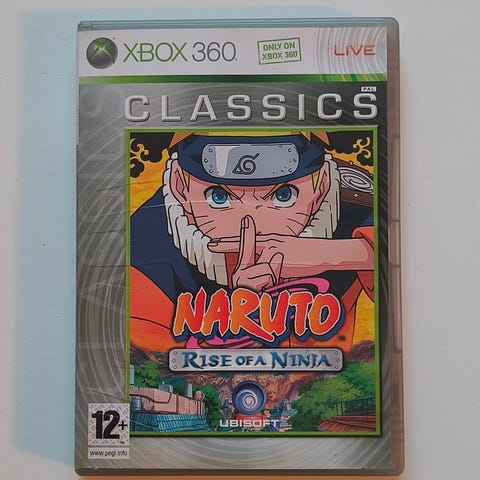 XBOX 360
ONLY ON
XBOX 360
LIVE
PAL
CLASSICS
NARUTO
RISE OF A NINJA
UBISOFT
12+
www.pegi.info